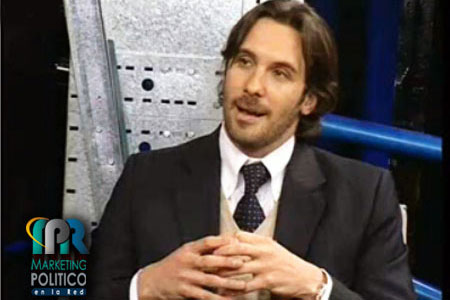 MPR
MARKETING
POLITICO
en la Red